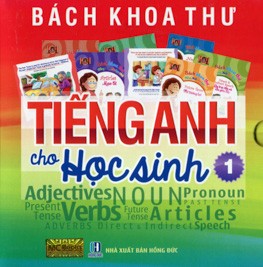 BÁCH KHOA THƯ
TIẾNG ANH
cho Học sinh 1
Adjectives NOUN Pronoun
PAST TENSE
Present Tense Verbs Future Tense Articles
ADVERBS Direct & Indirect Speech
NHÀ XUẤT BẢN HỒNG ĐỨC